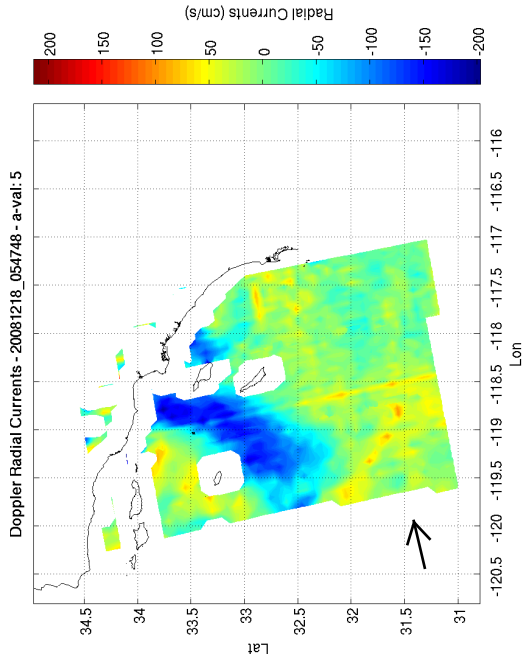 Radial Currents (cm/s)
200 150 100 50 0 -50 -100 -150 -200
Doppler Radial Currents - 20081218_054748 - a-val: 5
-116
-116.5
-117
-117.5
-118
-118.5
-119
-119.5
-120
-120.5
Lon
34.5 34 33.5 33 32.5 32 31.5 31
Lat